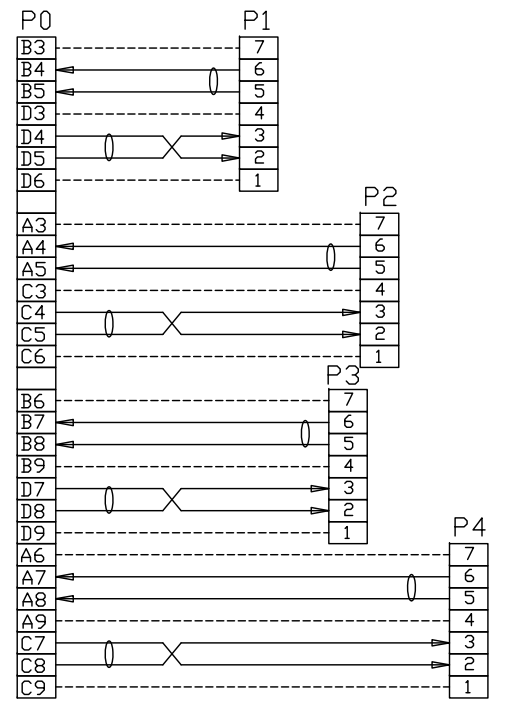 P0 P1
B3 7
B4 6
B5 5
D3 4
D4 3
D5 2
D6 1
P2
A3 7
A4 6
A5 5
C3 4
C4 3
C5 2
C6 1
P3
B6 7
B7 6
B8 5
B9 4
D7 3
D8 2
D9 1
P4
A6 7
A7 6
A8 5
A9 4
C7 3
C8 2
C9 1